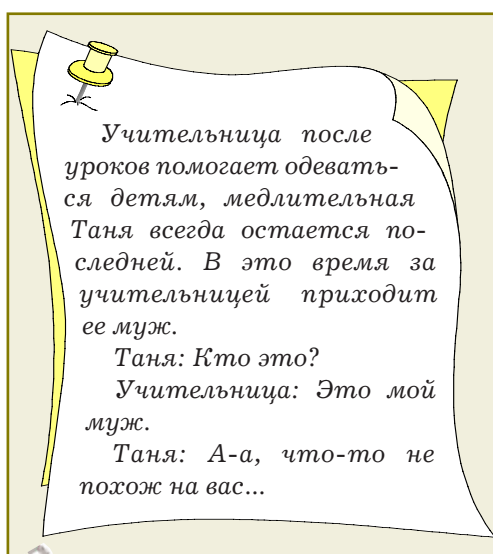 Учительница после
уроков помогает одевать-
ся детям, медлительная
Таня всегда остается по-
следней. В это время за
учительницей приходит
ее муж.
Таня: Кто это?
Учительница: Это мой
муж.
Таня: А-а, что-то не
похож на вас...